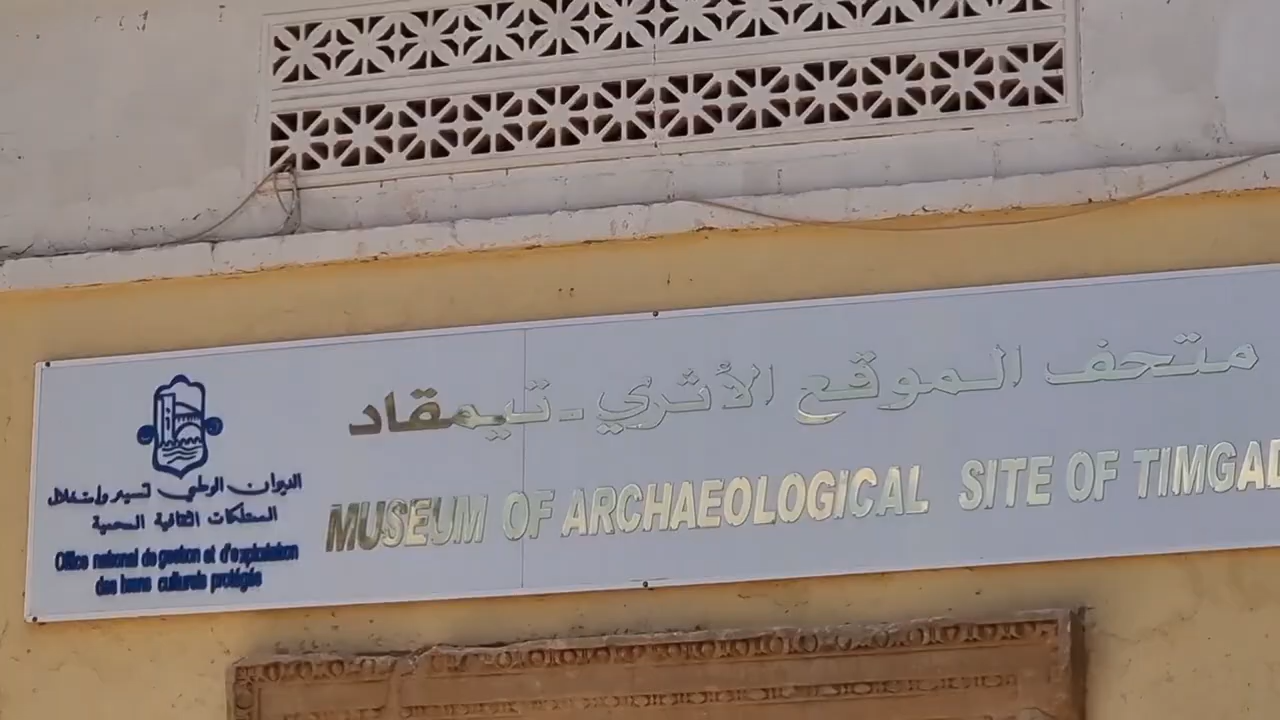 متحف الموقع الأثري - تيمقاد
MUSEUM OF ARCHAEOLOGICAL SITE OF TIMGAD
الديوان الوطني لتسيير وإستغلال
الممتلكات الثقافية المحمية
Office national de gestion et d'exploitation
des biens culturels protégés